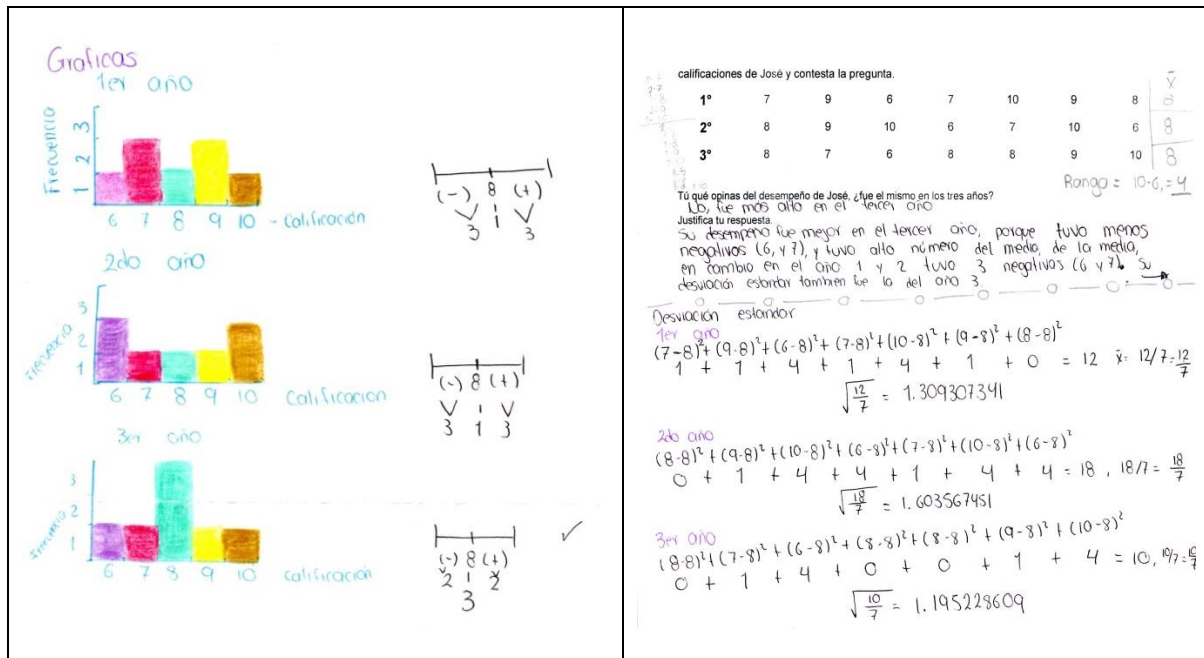 Graficas
1er año
Frecuencia
3
2
1
6 7 8 9 10 - Calificación
(-) 8 (+)
3 1 3
2do año
Frecuencia
3
2
1
6 7 8 9 10 Calificacion
(-) 8 (+)
3 1 3
3er año
Frecuencia
3
2
1
6 7 8 9 10 calificación
(-) 8 (+)
2 2
3
calificaciones de José y contesta la pregunta.
x̄
1° 7 9 6 7 10 9 8 8
2° 8 9 10 6 7 10 6 8
3° 8 7 6 8 8 9 10 8
Rango = 10-6,=4
Tú qué opinas del desempeño de José, ¿fue el mismo en los tres años?
No, fue más alto en el tercer año
Justifica tu respuesta.
Su desempeño fue mejor en el tercer año, porque tuvo menos
negativos (6, y 7), y tuvo alto número del medio, de la media,
en cambio en el año 1 y 2 tuvo 3 negativos (6 y 7). Su
desviación estandar tambien fue la del año 3.
Desviación estandar
1er año
(7-8)²+(9-8)²+(6-8)²+(7-8)²+(10-8)²+(9-8)²+(8-8)²
1 + 1 + 4 + 1 + 4 + 1 + 0 = 12 x̄: 12/7=12/7
√12/7 = 1.309307341
2do año
(8-8)²+(9-8)²+(10-8)²+(6-8)²+(7-8)²+(10-8)²+(6-8)²
0 + 1 + 4 + 4 + 1 + 4 + 4 = 18, 18/7= 18/7
√18/7 = 1.603567451
3er año
(8-8)²+(7-8)²+(6-8)²+(8-8)²+(8-8)²+(9-8)²+(10-8)²
0 + 1 + 4 + 0 + 0 + 1 + 4 = 10, 10/7=
√10/7 = 1.195228609